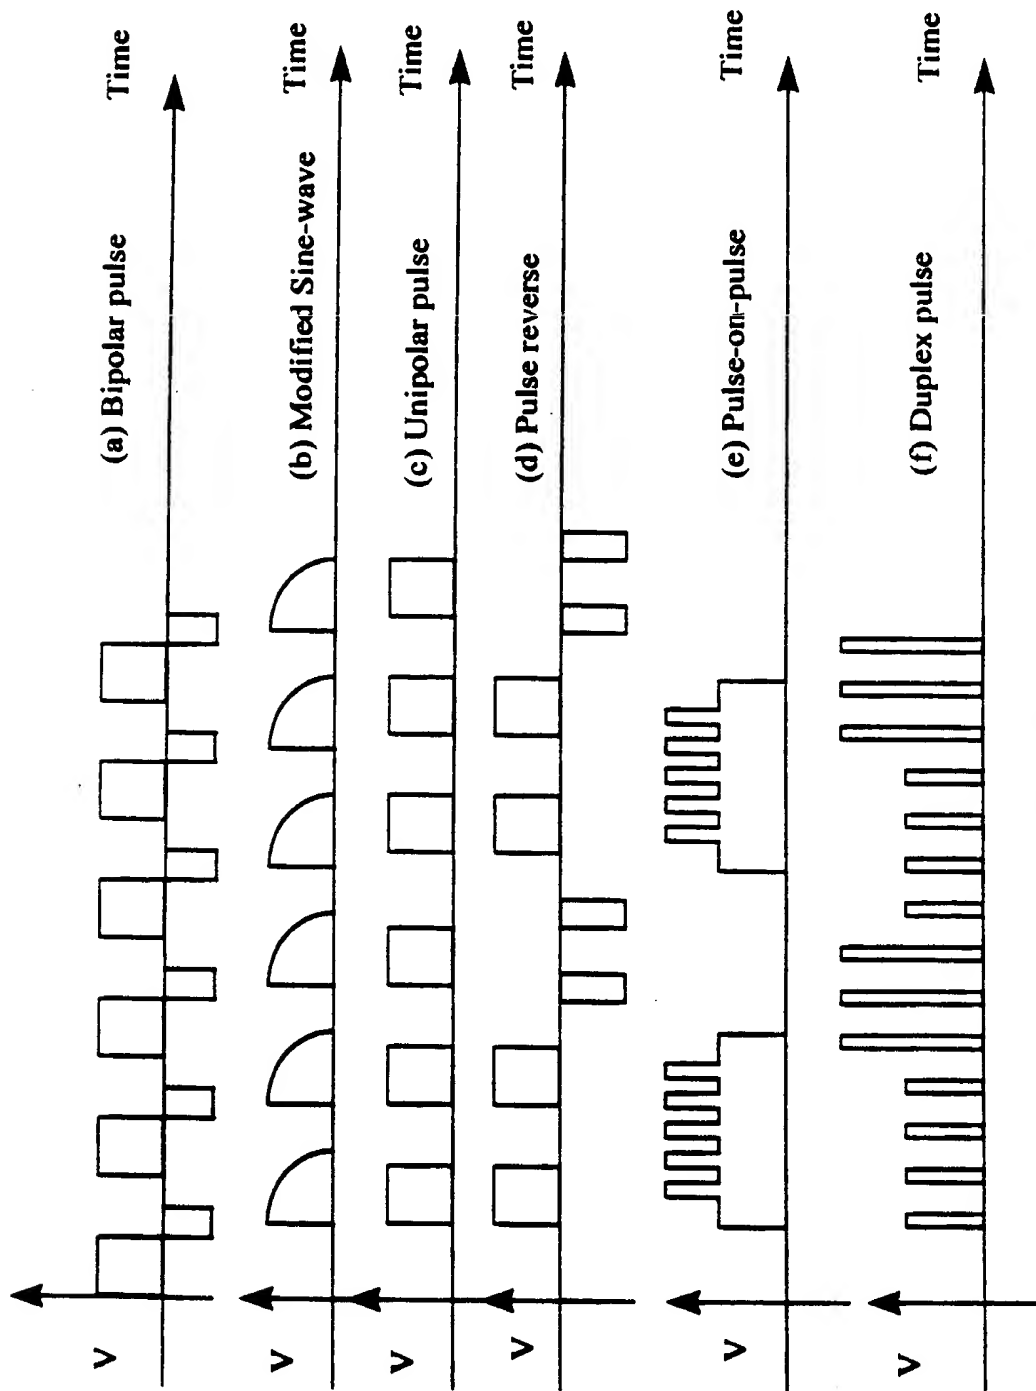 V
(a) Bipolar pulse
Time
V
(b) Modified Sine-wave
Time
V
(c) Unipolar pulse
Time
V
(d) Pulse reverse
Time
V
(e) Pulse-on-pulse
Time
V
(f) Duplex pulse
Time